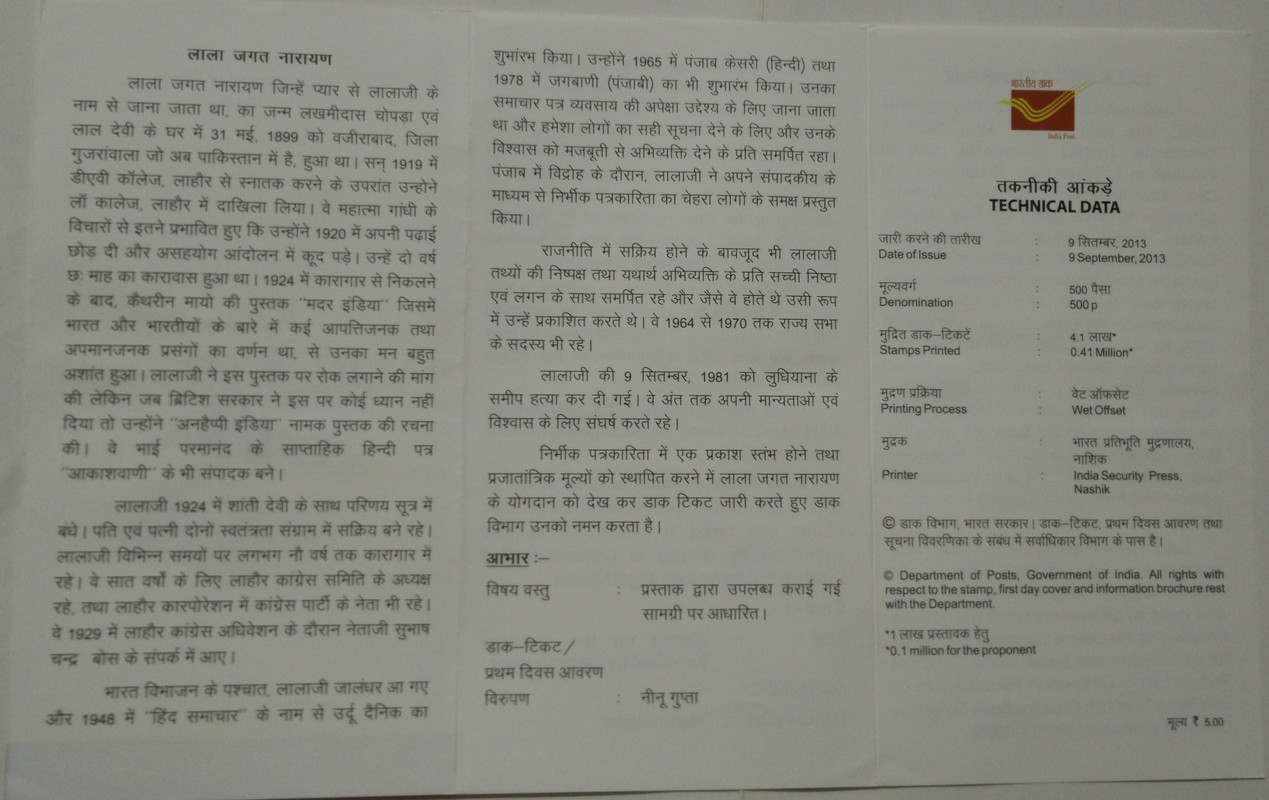 लाला जगत नारायण
लाला जगत नारायण जिन्हें प्यार से लालाजी के
नाम से जाना जाता था, का जन्म लखमीदास चोपड़ा एवं
लाल देवी के घर में 31 मई, 1899 को वजीराबाद, जिला
गुजरांवाला जो अब पाकिस्तान में है, हुआ था। सन् 1919 में
डीएवी कॉलेज, लाहौर से स्नातक करने के उपरांत उन्होने
लॉ कालेज, लाहौर में दाखिला लिया। वे महात्मा गांधी के
विचारों से इतने प्रभावित हुए कि उन्होंने 1920 में अपनी पढ़ाई
छोड़ दी और असहयोग आंदोलन में कूद पड़े। उन्हें दो वर्ष
छः माह का कारावास हुआ था। 1924 में कारागार से निकलने
के बाद, कैथरीन मायो की पुस्तक "मदर इंडिया" जिसमें
भारत और भारतीयों के बारे में कई आपत्तिजनक तथा
अपमानजनक प्रसंगों का वर्णन था, से उनका मन बहुत
अशांत हुआ। लालाजी ने इस पुस्तक पर रोक लगाने की मांग
की लेकिन जब ब्रिटिश सरकार ने इस पर कोई ध्यान नहीं
दिया तो उन्होंने "अनहैप्पी इंडिया" नामक पुस्तक की रचना
की। वे भाई परमानंद के साप्ताहिक हिन्दी पत्र
"आकाशवाणी" के भी संपादक बने।
लालाजी 1924 में शांती देवी के साथ परिणय सूत्र में
बंधे। पति एवं पत्नी दोनों स्वतंत्रता संग्राम में सक्रिय बने रहे।
लालाजी विभिन्न समयों पर लगभग नौ वर्ष तक कारागार में
रहे। वे सात वर्षों के लिए लाहौर कांग्रेस समिति के अध्यक्ष
रहे, तथा लाहौर कारपोरेशन में कांग्रेस पार्टी के नेता भी रहे।
वे 1929 में लाहौर कांग्रेस अधिवेशन के दौरान नेताजी सुभाष
चन्द्र बोस के संपर्क में आए।
भारत विभाजन के पश्चात, लालाजी जालंधर आ गए
और 1948 में "हिंद समाचार" के नाम से उर्दू दैनिक का
शुभांरभ किया। उन्होंने 1965 में पंजाब केसरी (हिन्दी) तथा
1978 में जगबाणी (पंजाबी) का भी शुभारंभ किया। उनका
समाचार पत्र व्यवसाय की अपेक्षा उद्देश्य के लिए जाना जाता
था और हमेशा लोगों का सही सूचना देने के लिए और उनके
विश्वास को मजबूती से अभिव्यक्ति देने के प्रति समर्पित रहा।
पंजाब में विद्रोह के दौरान, लालाजी ने अपने संपादकीय के
माध्यम से निर्भीक पत्रकारिता का चेहरा लोगों के समक्ष प्रस्तुत
किया।
राजनीति में सक्रिय होने के बावजूद भी लालाजी
तथ्यों की निष्पक्ष तथा यथार्थ अभिव्यक्ति के प्रति सच्ची निष्ठा
एवं लगन के साथ समर्पित रहे और जैसे वे होते थे उसी रूप
में उन्हें प्रकाशित करते थे। वे 1964 से 1970 तक राज्य सभा
के सदस्य भी रहे।
लालाजी की 9 सितम्बर, 1981 को लुधियाना के
समीप हत्या कर दी गई। वे अंत तक अपनी मान्यताओं एवं
विश्वास के लिए संघर्ष करते रहे।
निर्भीक पत्रकारिता में एक प्रकाश स्तंभ होने तथा
प्रजातांत्रिक मूल्यों को स्थापित करने में लाला जगत नारायण
के योगदान को देख कर डाक टिकट जारी करते हुए डाक
विभाग उनको नमन करता है।
आभार :–
विषय वस्तु : प्रस्ताक द्वारा उपलब्ध कराई गई
सामग्री पर आधारित।
डाक–टिकट /
प्रथम दिवस आवरण
विरुपण : नीनू गुप्ता
भारतीय डाक
India Post
तकनीकी आंकड़े
TECHNICAL DATA
जारी करने की तारीख : 9 सितम्बर, 2013
Date of Issue : 9 September, 2013
मूल्यवर्ग : 500 पैसा
Denomination : 500 p
मुद्रित डाक–टिकटें : 4.1 लाख*
Stamps Printed : 0.41 Million*
मुद्रण प्रक्रिया : वेट ऑफसेट
Printing Process : Wet Offset
मुद्रक : भारत प्रतिभूति मुद्रणालय,
नाशिक
Printer : India Security Press,
Nashik
© डाक विभाग, भारत सरकार। डाक–टिकट, प्रथम दिवस आवरण तथा
सूचना विवरणिका के संबंध में सर्वाधिकार विभाग के पास है।
© Department of Posts, Government of India. All rights with
respect to the stamp, first day cover and information brochure rest
with the Department.
*1 लाख प्रस्तावक हेतु
*0.1 million for the proponent
मूल्य ₹ 5.00